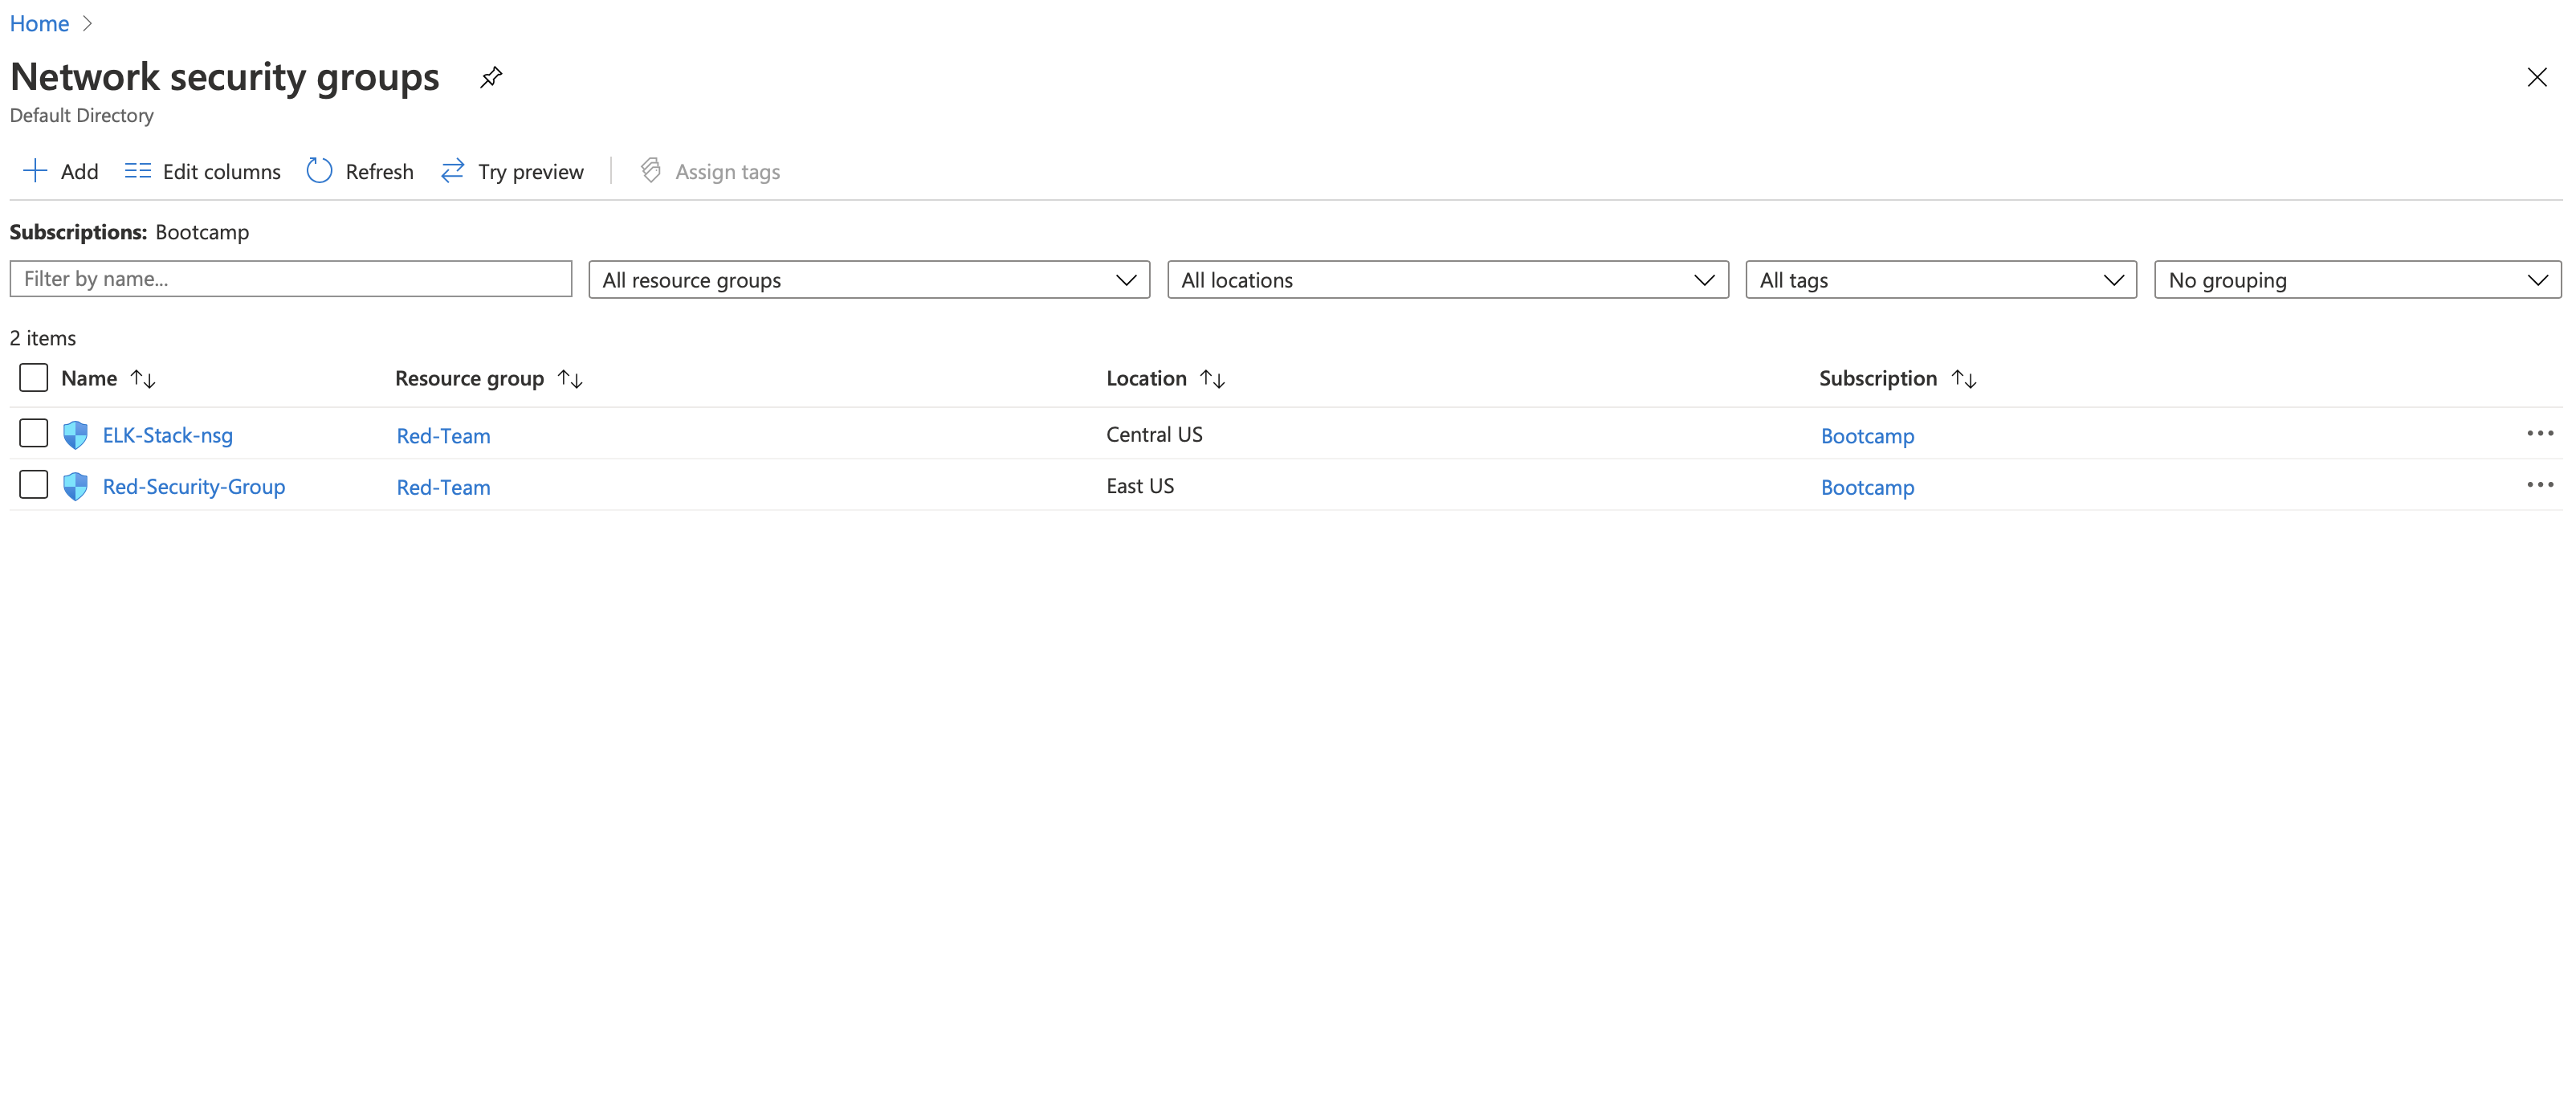 Home
Network security groups
Default Directory
Add Edit columns Refresh Try preview Assign tags
Subscriptions: Bootcamp
Filter by name... All resource groups All locations All tags No grouping
2 items
Name Resource group Location Subscription
ELK-Stack-nsg Red-Team Central US Bootcamp
Red-Security-Group Red-Team East US Bootcamp